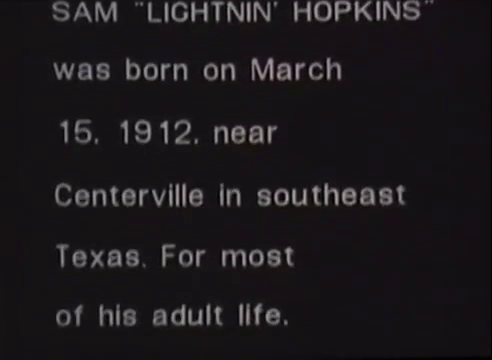 SAM "LIGHTNIN' HOPKINS"
was born on March
15, 1912, near
Centerville in southeast
Texas. For most
of his adult life.